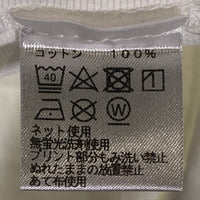 コットン 100%
40
W
ネット使用
無蛍光洗剤使用
プリント部分もみ洗い禁止
ぬれたままの放置禁止
あて布使用